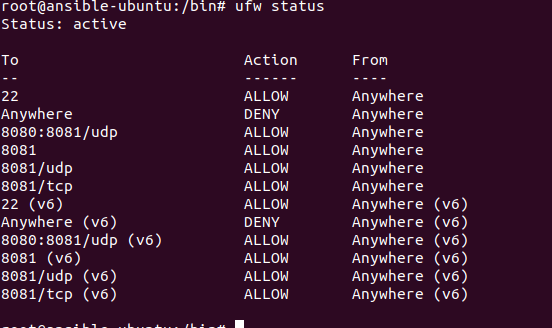 root@ansible-ubuntu:/bin# ufw status
Status: active
To                         Action      From
--                         ------      ----
22                         ALLOW       Anywhere
Anywhere                   DENY        Anywhere
8080:8081/udp              ALLOW       Anywhere
8081                       ALLOW       Anywhere
8081/udp                   ALLOW       Anywhere
8081/tcp                   ALLOW       Anywhere
22 (v6)                    ALLOW       Anywhere (v6)
Anywhere (v6)              DENY        Anywhere (v6)
8080:8081/udp (v6)         ALLOW       Anywhere (v6)
8081 (v6)                  ALLOW       Anywhere (v6)
8081/udp (v6)              ALLOW       Anywhere (v6)
8081/tcp (v6)              ALLOW       Anywhere (v6)
root@ansible-ubuntu:/bin#